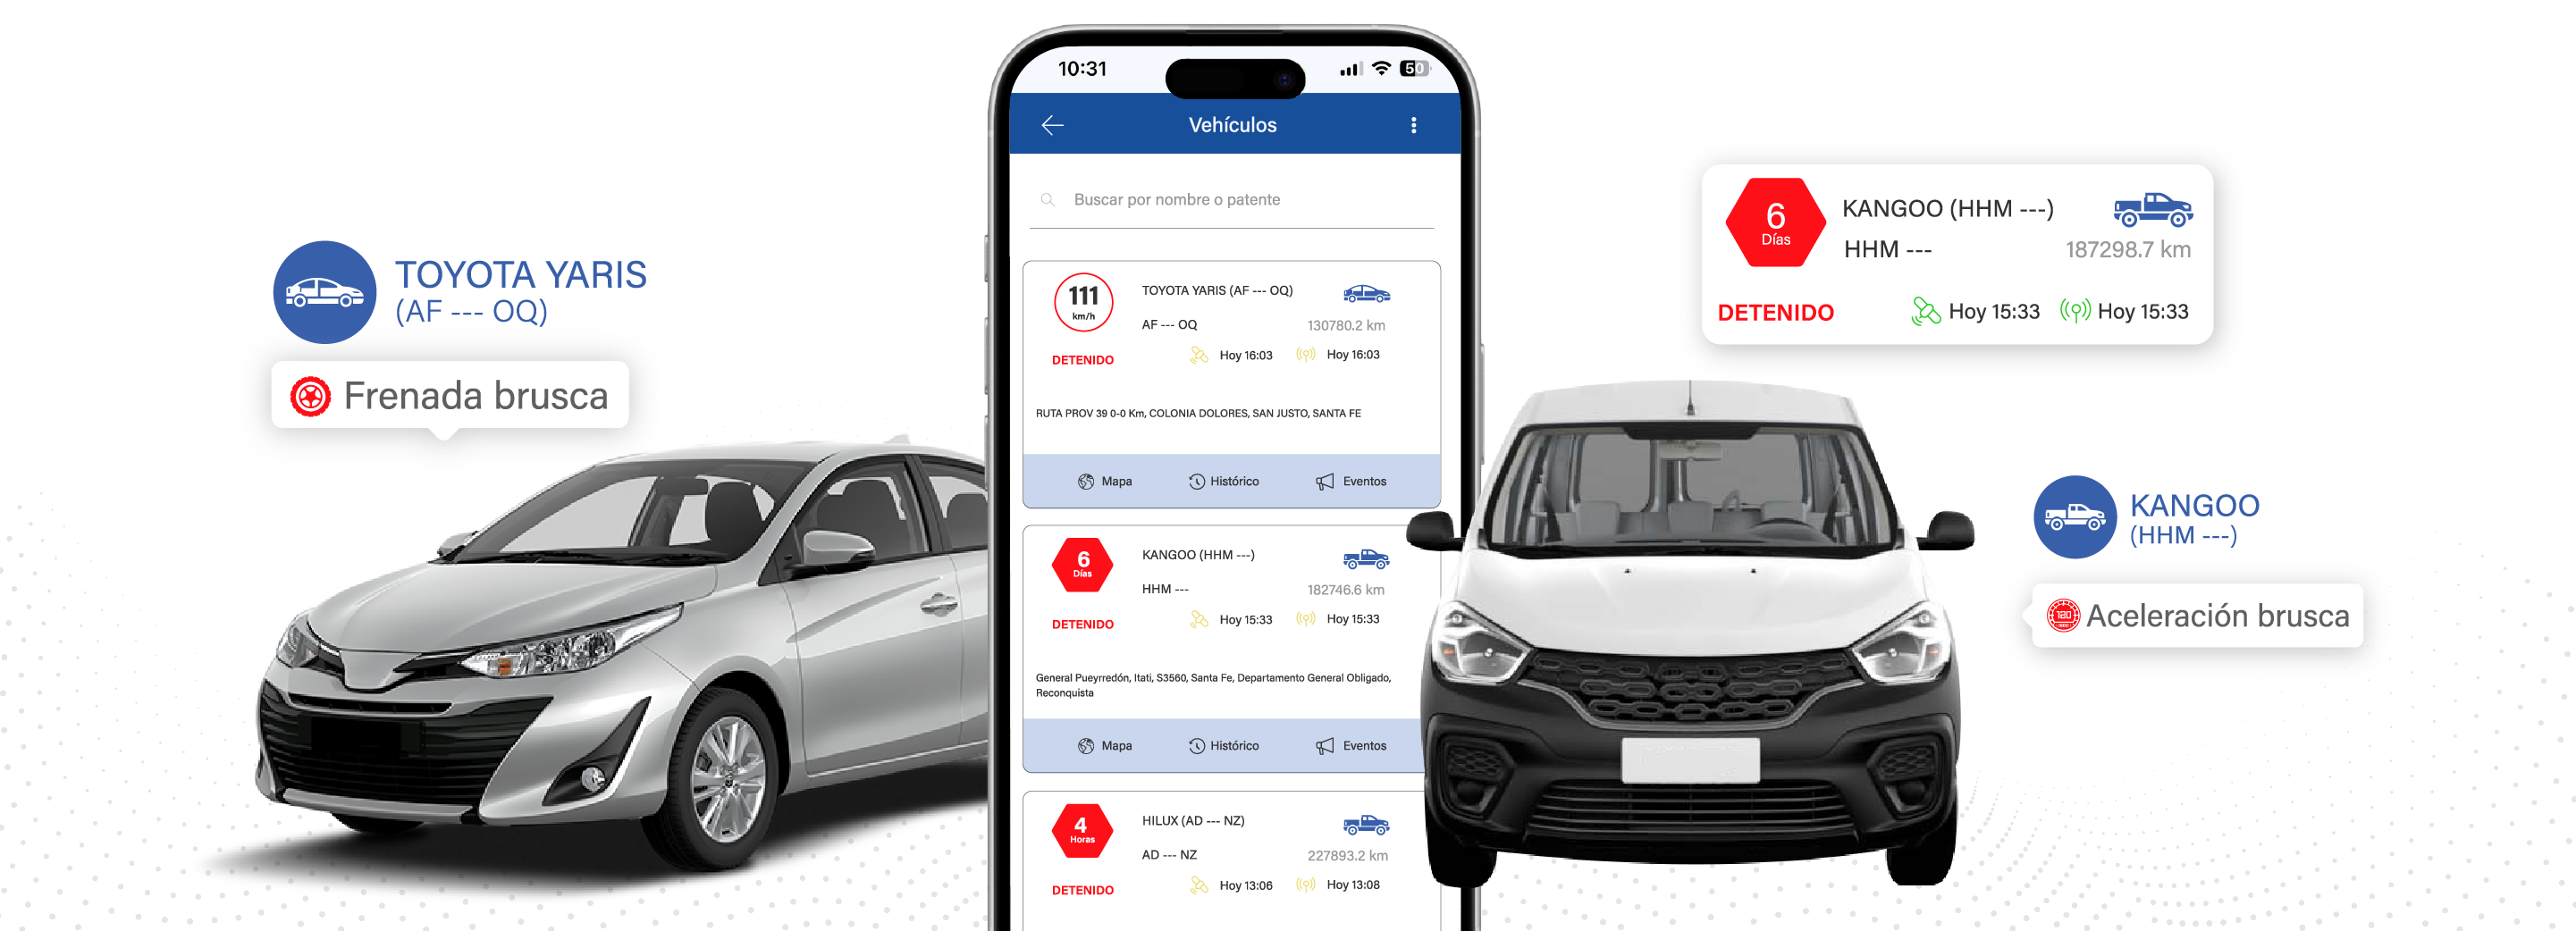 TOYOTA YARIS
(AF --- OQ)
Frenada brusca
10:31
50
Vehículos
Buscar por nombre o patente
111
km/h
TOYOTA YARIS (AF --- OQ)
AF --- OQ
130780.2 km
DETENIDO
Hoy 16:03
Hoy 16:03
RUTA PROV 39 0-0 Km, COLONIA DOLORES, SAN JUSTO, SANTA FE
Mapa
Histórico
Eventos
6
Días
KANGOO (HHM ---)
HHM ---
182746.6 km
DETENIDO
Hoy 15:33
Hoy 15:33
General Pueyrredón, Itati, S3560, Santa Fe, Departamento General Obligado,
Reconquista
Mapa
Histórico
Eventos
4
Horas
HILUX (AD --- NZ)
AD --- NZ
227893.2 km
DETENIDO
Hoy 13:06
Hoy 13:08
6
Días
KANGOO (HHM ---)
HHM ---
187298.7 km
DETENIDO
Hoy 15:33
Hoy 15:33
KANGOO
(HHM ---)
120
Aceleración brusca